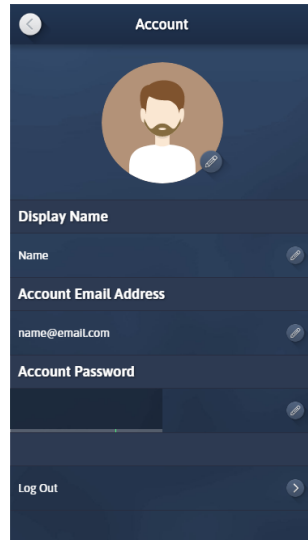 Account
Display Name
Name
Account Email Address
name@email.com
Account Password
Log Out